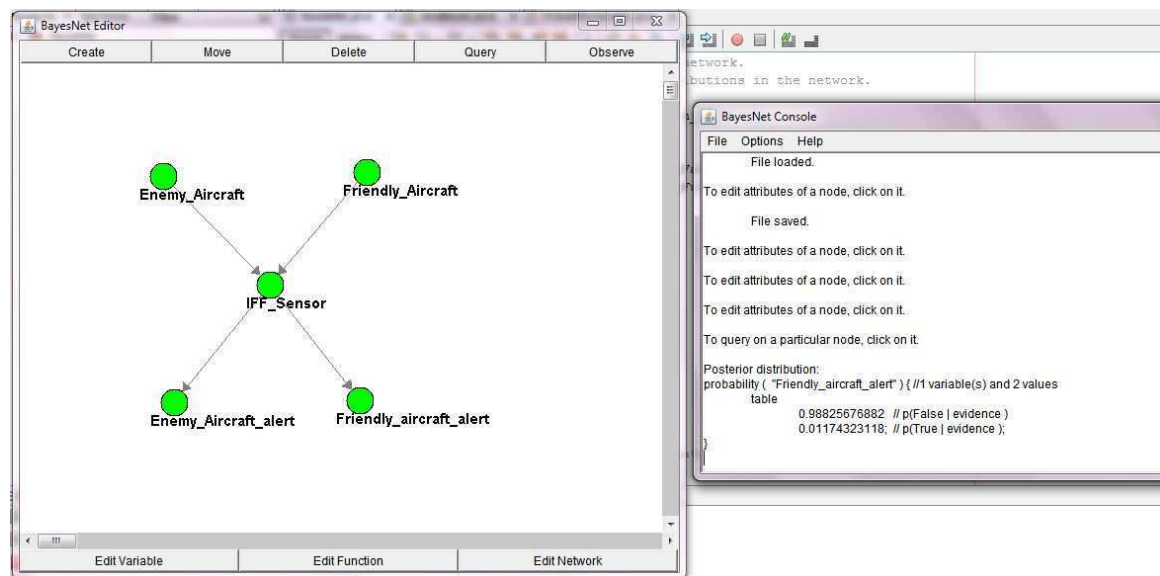 BayesNet Editor
Create Move Delete Query Observe
Enemy_Aircraft
Friendly_Aircraft
IFF_Sensor
Enemy_Aircraft_alert
Friendly_aircraft_alert
Edit Variable Edit Function Edit Network
network.
butions in the network.
BayesNet Console
File Options Help
File loaded.
To edit attributes of a node, click on it.
File saved.
To edit attributes of a node, click on it.
To edit attributes of a node, click on it.
To edit attributes of a node, click on it.
To query on a particular node, click on it.
Posterior distribution:
probability ( "Friendly_aircraft_alert" ) { //1 variable(s) and 2 values
table
0.98825676882 // p(False | evidence )
0.01174323118; // p(True | evidence );
}